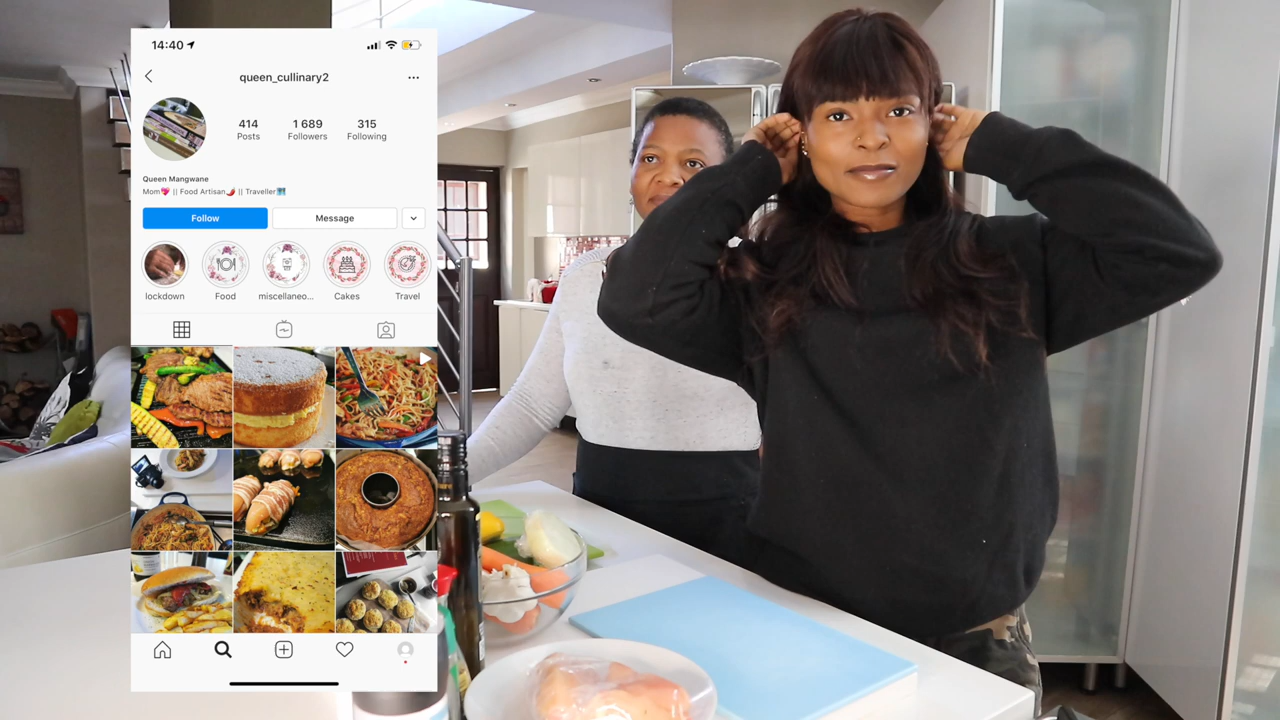 14:40
queen_cullinary2
414
Posts
1 689
Followers
315
Following
Queen Mangwane
Mom💖 || Food Artisan🌶️ || Traveller🌃
Follow
Message
lockdown
Food
miscellaneo...
Cakes
Travel